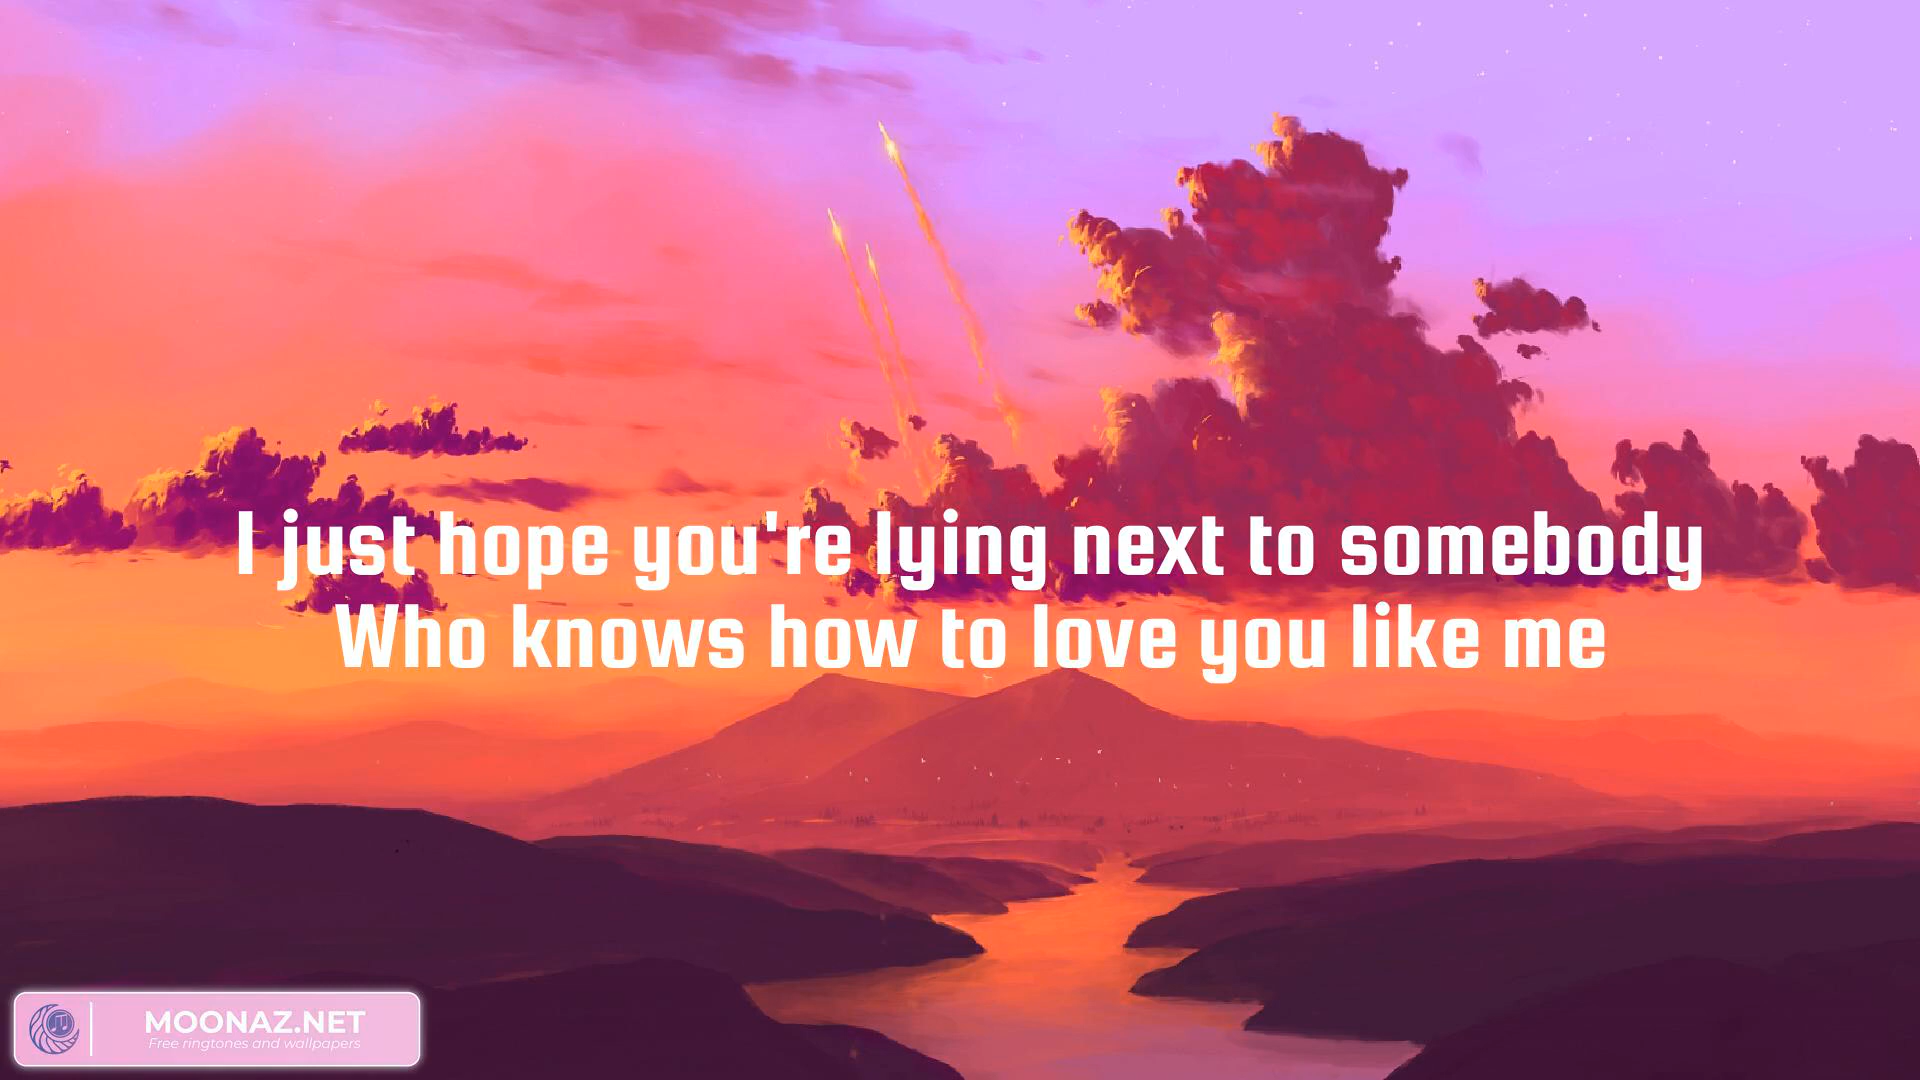 I just hope you're lying next to somebody
Who knows how to love you like me
MOONAZ.NET
Free ringtones and wallpapers